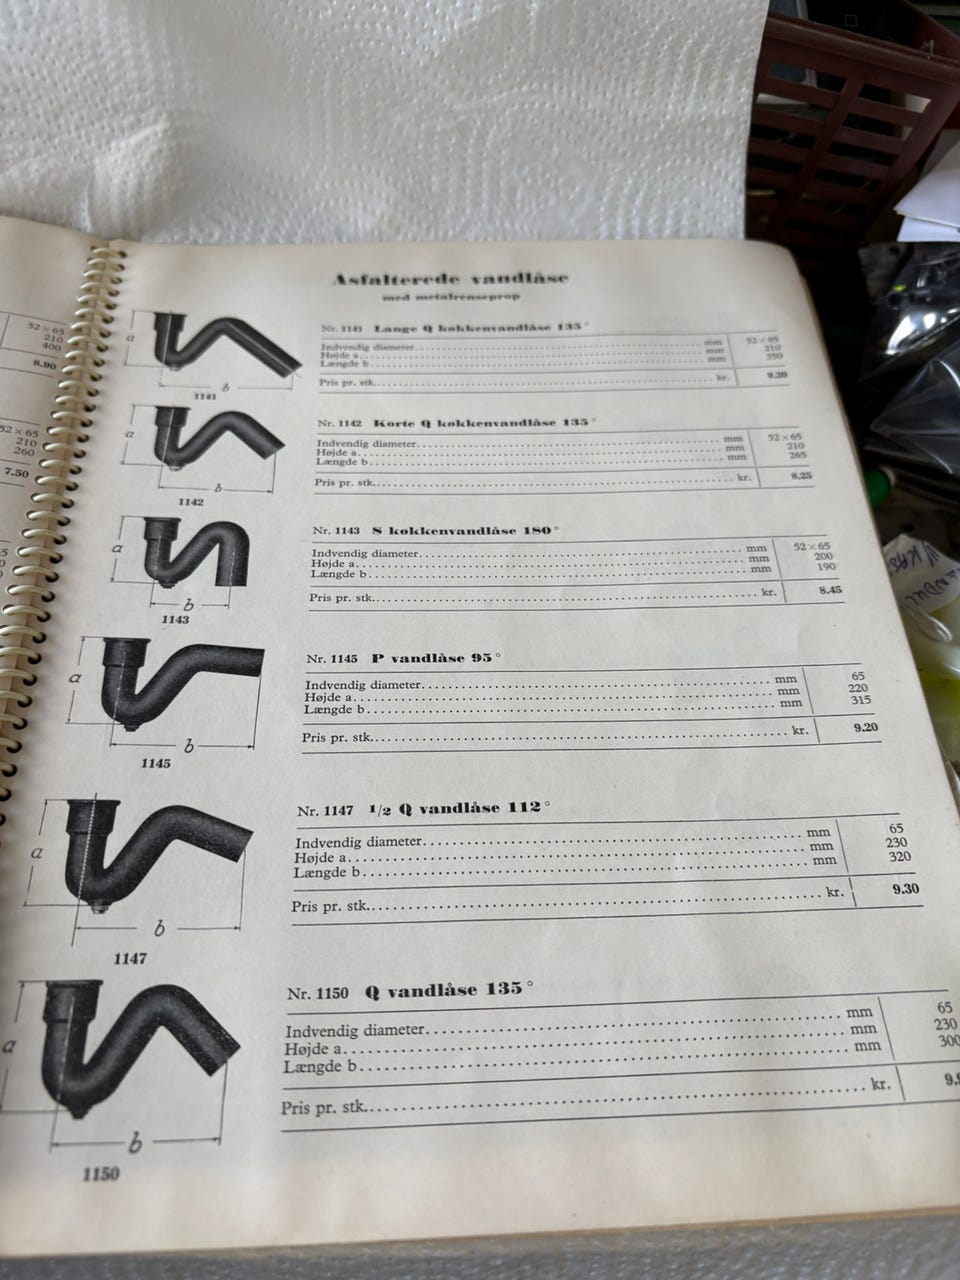 52×65
210
400
8.90
52×65
210
260
7.50
Asfalterede vandlåse
med metalrenseprop
a
b
1141
Nr. 1141 Lange Q køkkenvandlåse 135°
Indvendig diameter mm 52×65
Højde a mm 210
Længde b mm 350
Pris pr. stk. kr. 9.20
a
b
1142
Nr. 1142 Korte Q køkkenvandlåse 135°
Indvendig diameter mm 52×65
Højde a mm 210
Længde b mm 265
Pris pr. stk. kr. 8.25
a
b
1143
Nr. 1143 S køkkenvandlåse 180°
Indvendig diameter mm 52×65
Højde a mm 200
Længde b mm 190
Pris pr. stk. kr. 8.45
a
b
1145
Nr. 1145 P vandlåse 95°
Indvendig diameter mm 65
Højde a mm 220
Længde b mm 315
Pris pr. stk. kr. 9.20
a
b
1147
Nr. 1147 1/2 Q vandlåse 112°
Indvendig diameter mm 65
Højde a mm 230
Længde b mm 320
Pris pr. stk. kr. 9.30
a
b
1150
Nr. 1150 Q vandlåse 135°
Indvendig diameter mm 65
Højde a mm 230
Længde b mm 300
Pris pr. stk. kr.